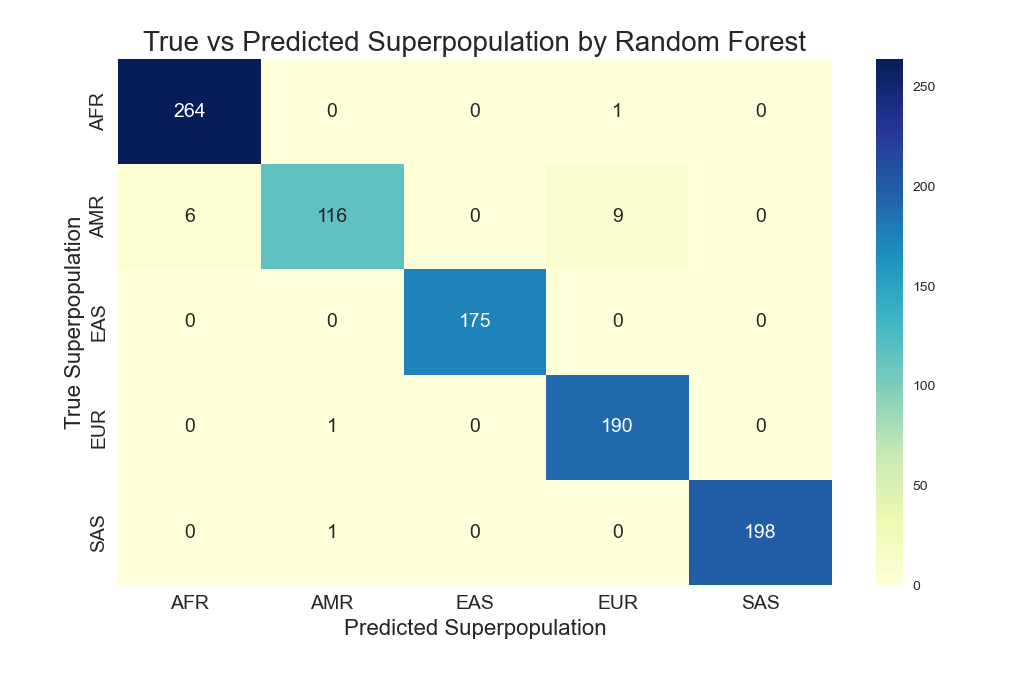 True vs Predicted Superpopulation by Random Forest
AFR 264 0 0 1 0
AMR 6 116 0 9 0
EAS 0 0 175 0 0
EUR 0 1 0 190 0
SAS 0 1 0 0 198
AFR AMR EAS EUR SAS
Predicted Superpopulation
True Superpopulation
250
200
150
100
50
0